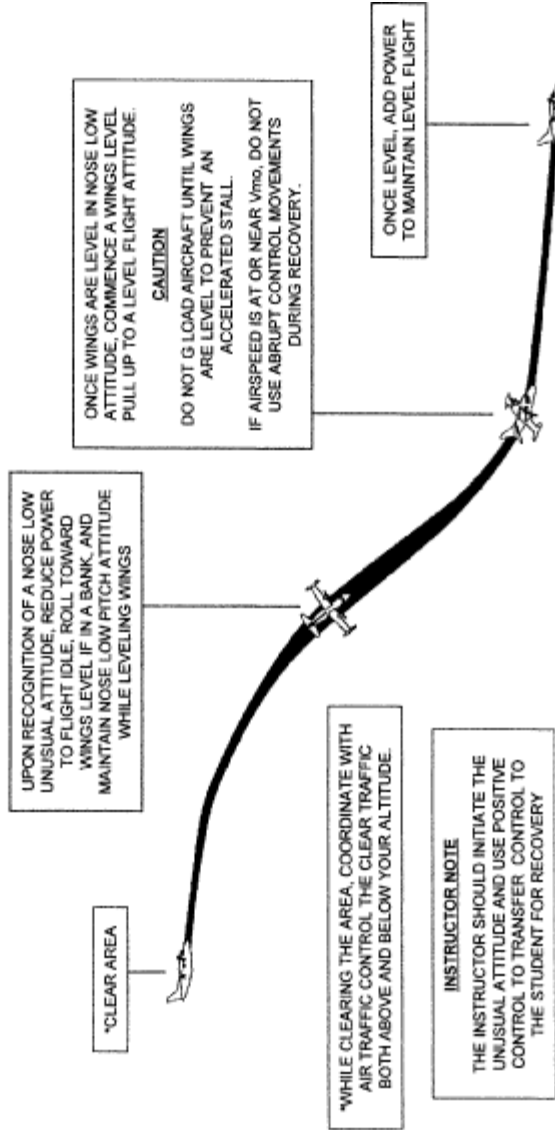 *CLEAR AREA
UPON RECOGNITION OF A NOSE LOW
UNUSUAL ATTITUDE, REDUCE POWER
TO FLIGHT IDLE, ROLL TOWARD
WINGS LEVEL IF IN A BANK, AND
MAINTAIN NOSE LOW PITCH ATTITUDE
WHILE LEVELING WINGS
ONCE WINGS ARE LEVEL IN NOSE LOW
ATTITUDE, COMMENCE A WINGS LEVEL
PULL UP TO A LEVEL FLIGHT ATTITUDE.
CAUTION
DO NOT G LOAD AIRCRAFT UNTIL WINGS
ARE LEVEL TO PREVENT AN
ACCELERATED STALL.
IF AIRSPEED IS AT OR NEAR Vmo, DO NOT
USE ABRUPT CONTROL MOVEMENTS
DURING RECOVERY.
ONCE LEVEL, ADD POWER
TO MAINTAIN LEVEL FLIGHT
*WHILE CLEARING THE AREA, COORDINATE WITH
AIR TRAFFIC CONTROL THE CLEAR TRAFFIC
BOTH ABOVE AND BELOW YOUR ALTITUDE.
INSTRUCTOR NOTE
THE INSTRUCTOR SHOULD INITIATE THE
UNUSUAL ATTITUDE AND USE POSITIVE
CONTROL TO TRANSFER CONTROL TO
THE STUDENT FOR RECOVERY